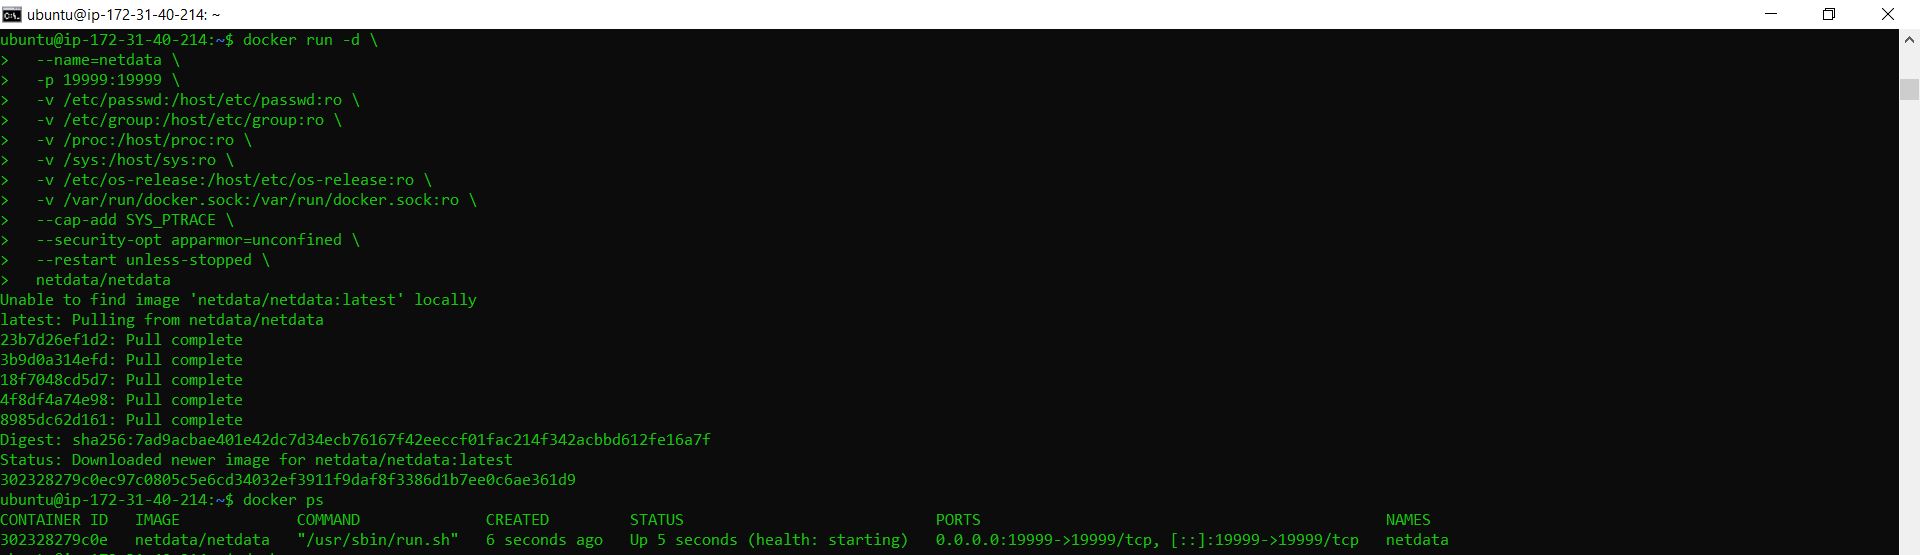 ubuntu@ip-172-31-40-214: ~
ubuntu@ip-172-31-40-214:~$ docker run -d \
>   --name=netdata \
>   -p 19999:19999 \
>   -v /etc/passwd:/host/etc/passwd:ro \
>   -v /etc/group:/host/etc/group:ro \
>   -v /proc:/host/proc:ro \
>   -v /sys:/host/sys:ro \
>   -v /etc/os-release:/host/etc/os-release:ro \
>   -v /var/run/docker.sock:/var/run/docker.sock:ro \
>   --cap-add SYS_PTRACE \
>   --security-opt apparmor=unconfined \
>   --restart unless-stopped \
>   netdata/netdata
Unable to find image 'netdata/netdata:latest' locally
latest: Pulling from netdata/netdata
23b7d26ef1d2: Pull complete
3b9d0a314efd: Pull complete
18f7048cd5d7: Pull complete
4f8df4a74e98: Pull complete
8985dc62d161: Pull complete
Digest: sha256:7ad9acbae401e42dc7d34ecb76167f42eeccf01fac214f342acbbd612fe16a7f
Status: Downloaded newer image for netdata/netdata:latest
302328279c0ec97c0805c5e6cd34032ef3911f9daf8f3386d1b7ee0c6ae361d9
ubuntu@ip-172-31-40-214:~$ docker ps
CONTAINER ID   IMAGE             COMMAND              CREATED         STATUS                            PORTS                                             NAMES
302328279c0e   netdata/netdata   "/usr/sbin/run.sh"   6 seconds ago   Up 5 seconds (health: starting)   0.0.0.0:19999->19999/tcp, [::]:19999->19999/tcp   netdata